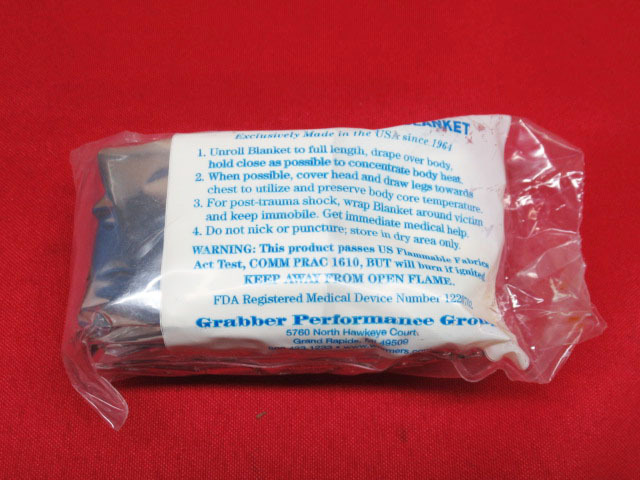 BLANKET
Exclusively Made in the USA since 1964
1. Unroll Blanket to full length, drape over body,
hold close as possible to concentrate body heat.
2. When possible, cover head and draw legs towards
chest to utilize and preserve body core temperature.
3. For post-trauma shock, wrap Blanket around victim
and keep immobile. Get immediate medical help.
4. Do not nick or puncture; store in dry area only.
WARNING: This product passes US Flammable Fabrics
Act Test, COMM PRAC 1610, BUT will burn if ignited
KEEP AWAY FROM OPEN FLAME.
FDA Registered Medical Device Number
Grabber Performance Group
5760 North Hawkeye Court,
Grand Rapids, MI 49509